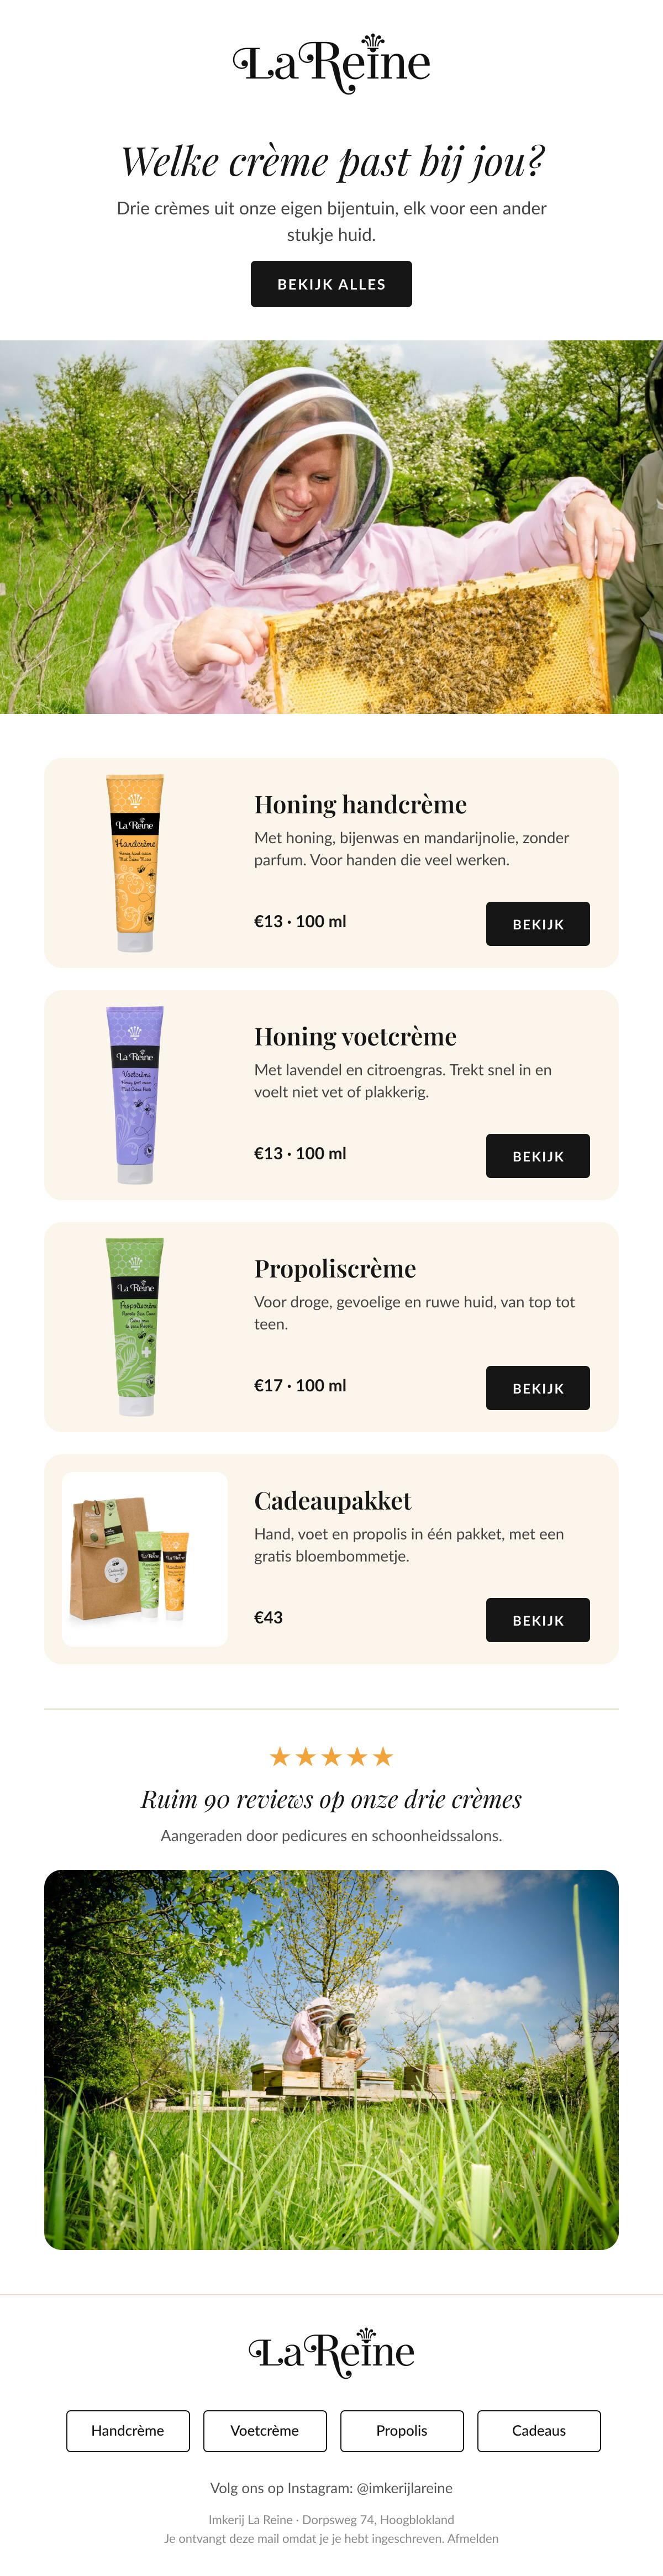 La Reine
Welke crème past bij jou?
Drie crèmes uit onze eigen bijentuin, elk voor een ander
stukje huid.
BEKIJK ALLES
La Reine
Handcrème
Honing handcrème
Met honing, bijenwas en mandarijnolie, zonder
parfum. Voor handen die veel werken.
€13 · 100 ml
BEKIJK
La Reine
Voetcrème
Honing voetcrème
Met lavendel en citroengras. Trekt snel in en
voelt niet vet of plakkerig.
€13 · 100 ml
BEKIJK
La Reine
Propoliscrème
Propoliscrème
Voor droge, gevoelige en ruwe huid, van top tot
teen.
€17 · 100 ml
BEKIJK
La Reine
La Reine
Cadeaupakket
Hand, voet en propolis in één pakket, met een
gratis bloembommetje.
€43
BEKIJK
★★★★★
Ruim 90 reviews op onze drie crèmes
Aangeraden door pedicures en schoonheidssalons.
La Reine
Handcrème
Voetcrème
Propolis
Cadeaus
Volg ons op Instagram: @imkerijlareine
Imkerij La Reine · Dorpsweg 74, Hoogblokland
Je ontvangt deze mail omdat je je hebt ingeschreven. Afmelden